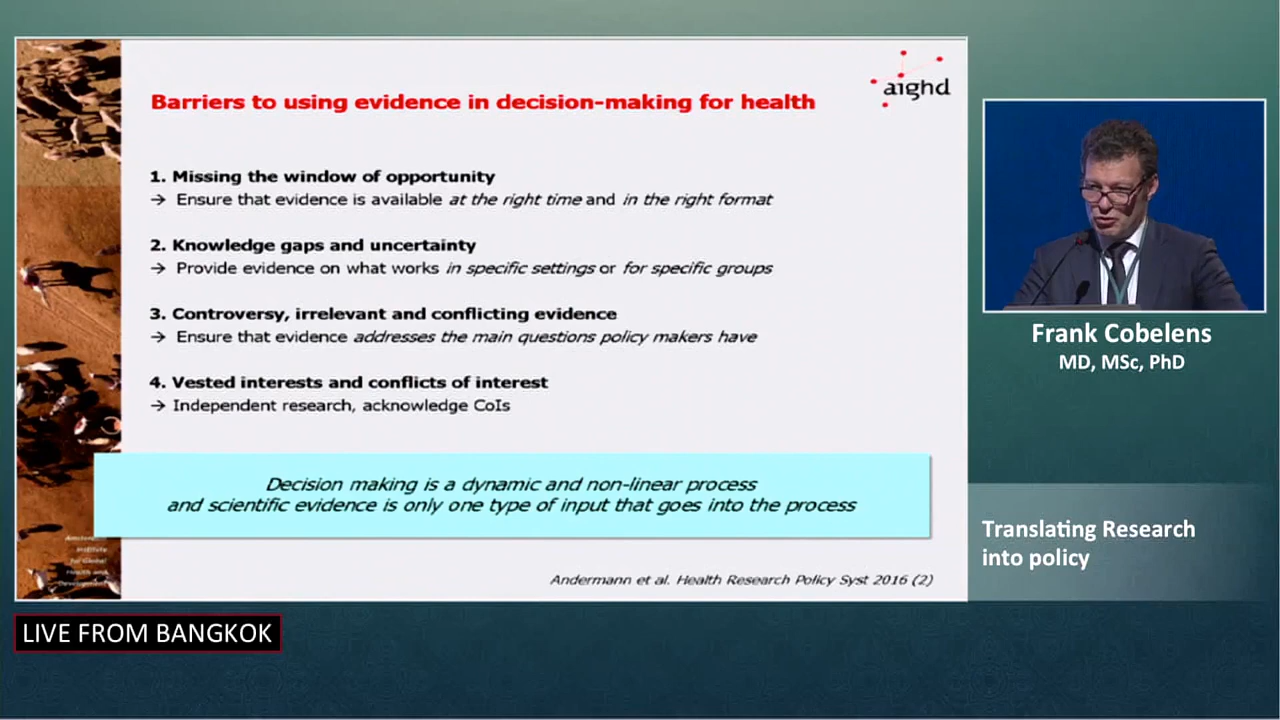 aighd
Barriers to using evidence in decision-making for health
1. Missing the window of opportunity
→ Ensure that evidence is available at the right time and in the right format
2. Knowledge gaps and uncertainty
→ Provide evidence on what works in specific settings or for specific groups
3. Controversy, irrelevant and conflicting evidence
→ Ensure that evidence addresses the main questions policy makers have
4. Vested interests and conflicts of interest
→ Independent research, acknowledge CoIs
Decision making is a dynamic and non-linear process
and scientific evidence is only one type of input that goes into the process
Institute
for Global
Health and
Andermann et al. Health Research Policy Syst 2016 (2)
Frank Cobelens
MD, MSc, PhD
Translating Research
into policy
LIVE FROM BANGKOK